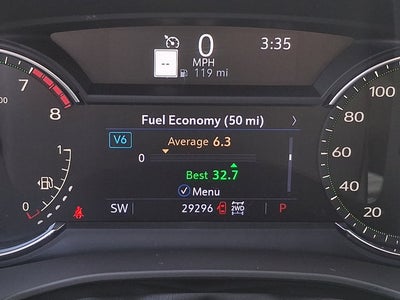 0
3:35
MPH
--
119 mi
Fuel Economy (50 mi)
V6
Average 6.3
0
Best 32.7
Menu
SW
29296
2WD
P
7
8
1
0
100
80
60
40
20